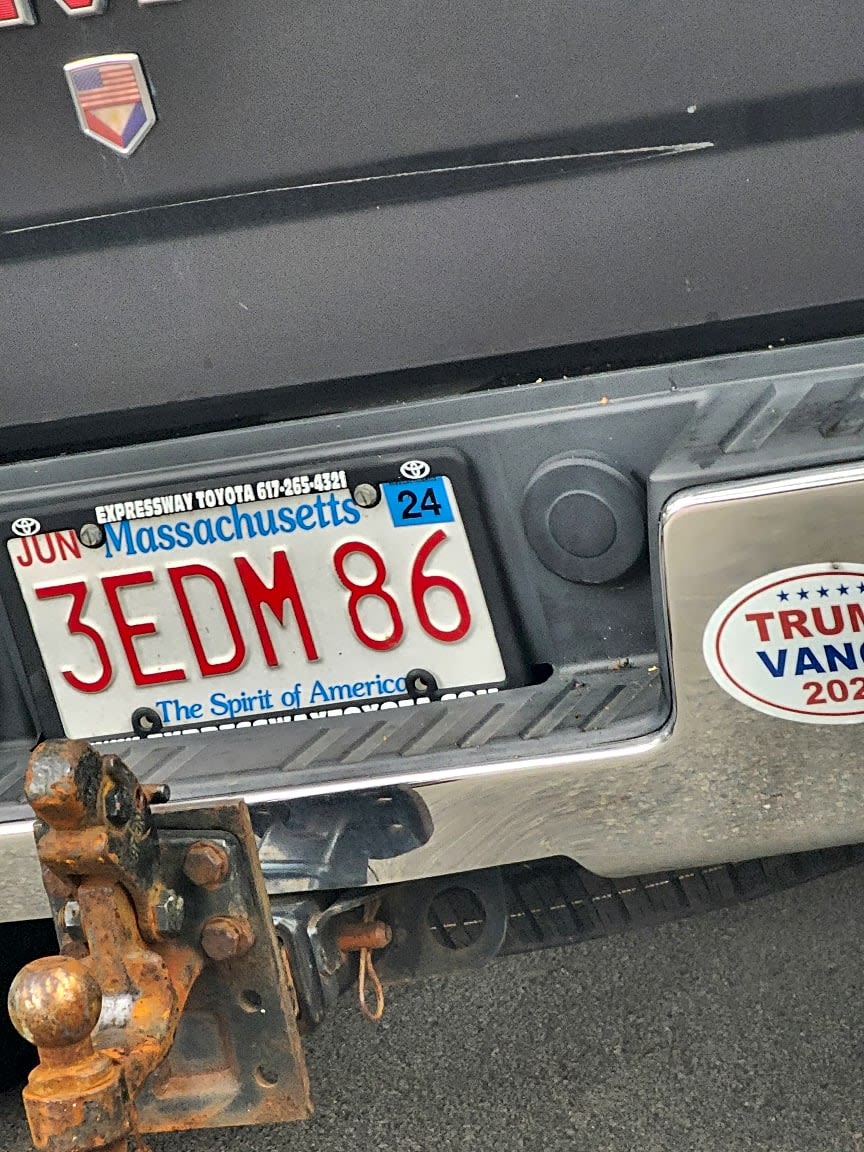 EXPRESSWAY TOYOTA 617-265-4321
JUN Massachusetts 24
3EDM 86
The Spirit of America
TRUM
VANC
202